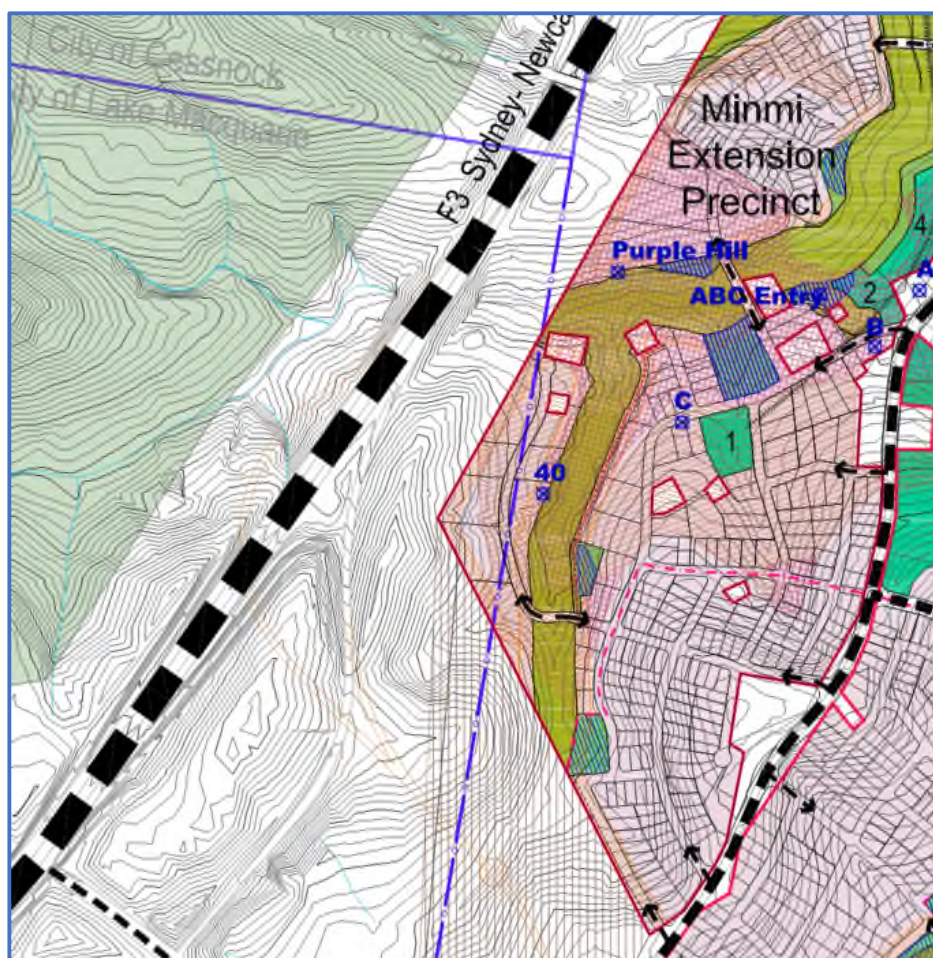 City of Cessnock
City of Lake Macquarie
F3 Sydney-Newca
Minmi
Extension
Precinct
4
Purple Hill
A
ABC Entry
2
B
C
1
40